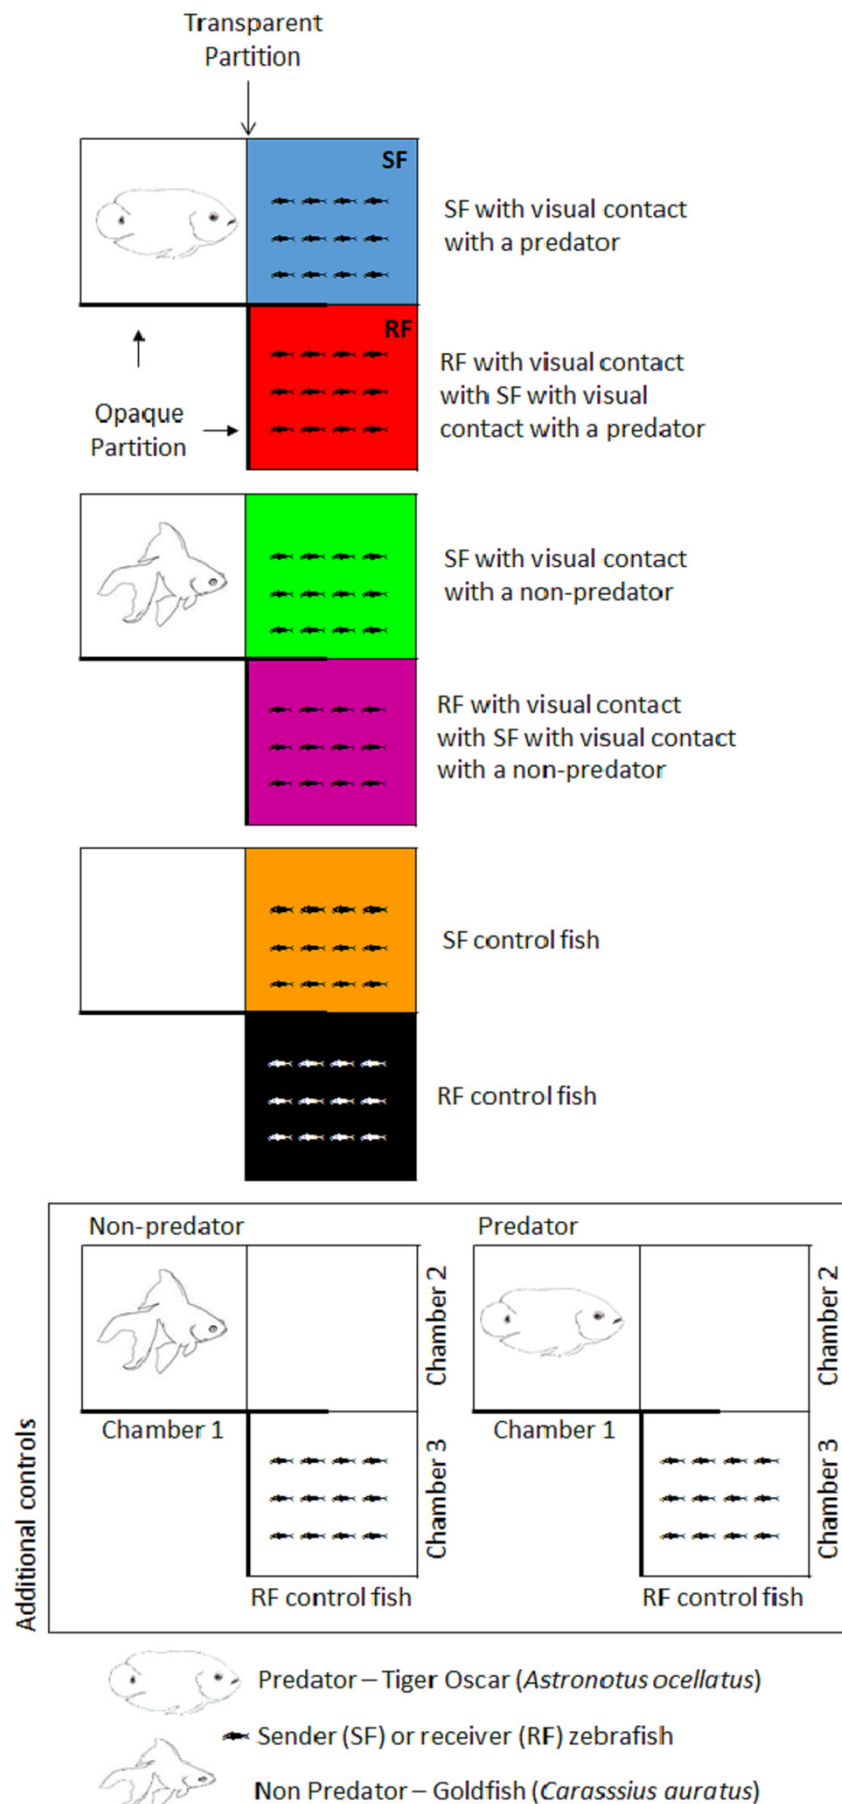 Transparent
Partition
SF
SF with visual contact
with a predator
RF
RF with visual contact
with SF with visual
contact with a predator
Opaque
Partition
SF with visual contact
with a non-predator
RF with visual contact
with SF with visual contact
with a non-predator
SF control fish
RF control fish
Additional controls
Non-predator
Chamber 2
Chamber 1
Chamber 3
RF control fish
Predator
Chamber 2
Chamber 1
Chamber 3
RF control fish
Predator – Tiger Oscar (Astronotus ocellatus)
Sender (SF) or receiver (RF) zebrafish
Non Predator – Goldfish (Carasssius auratus)